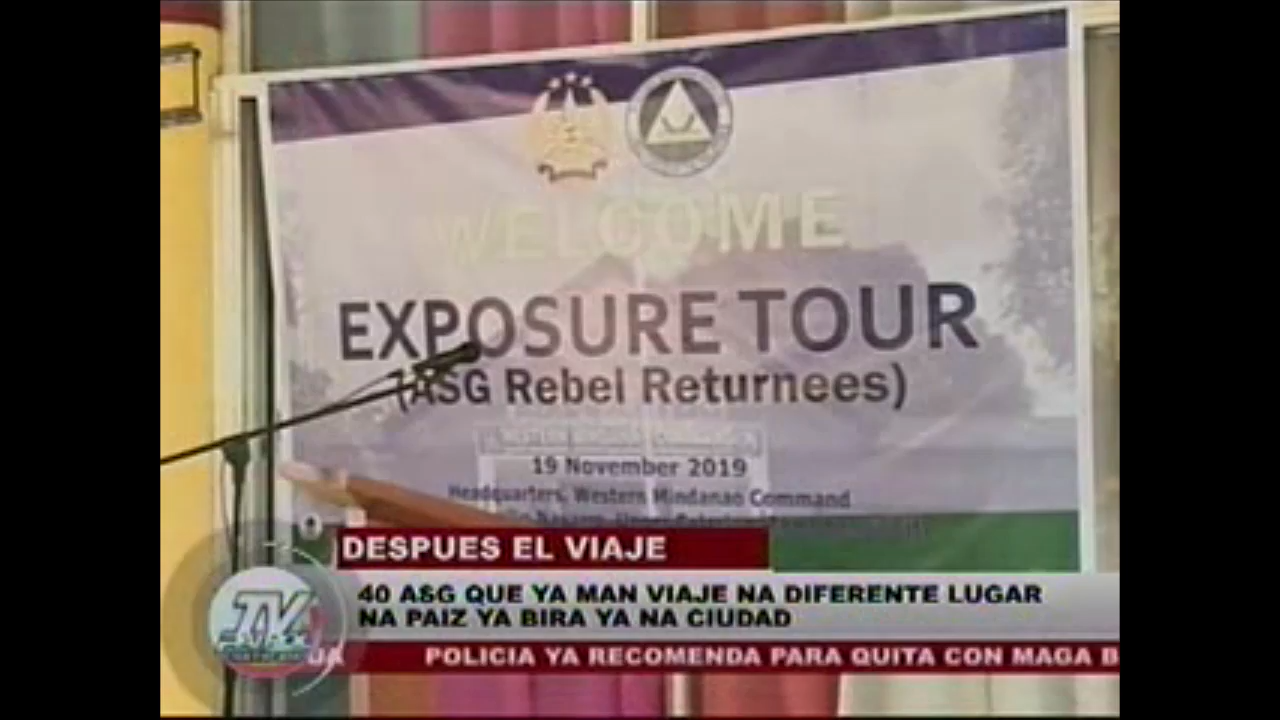 WELCOME
EXPOSURE TOUR
(ASG Rebel Returnees)
19 November 2019
Headquarters, Western Mindanao Command
DESPUES EL VIAJE
40 ASG QUE YA MAN VIAJE NA DIFERENTE LUGAR
NA PAIZ YA BIRA YA NA CIUDAD
TV
POLICIA YA RECOMENDA PARA QUITA CON MAGA B